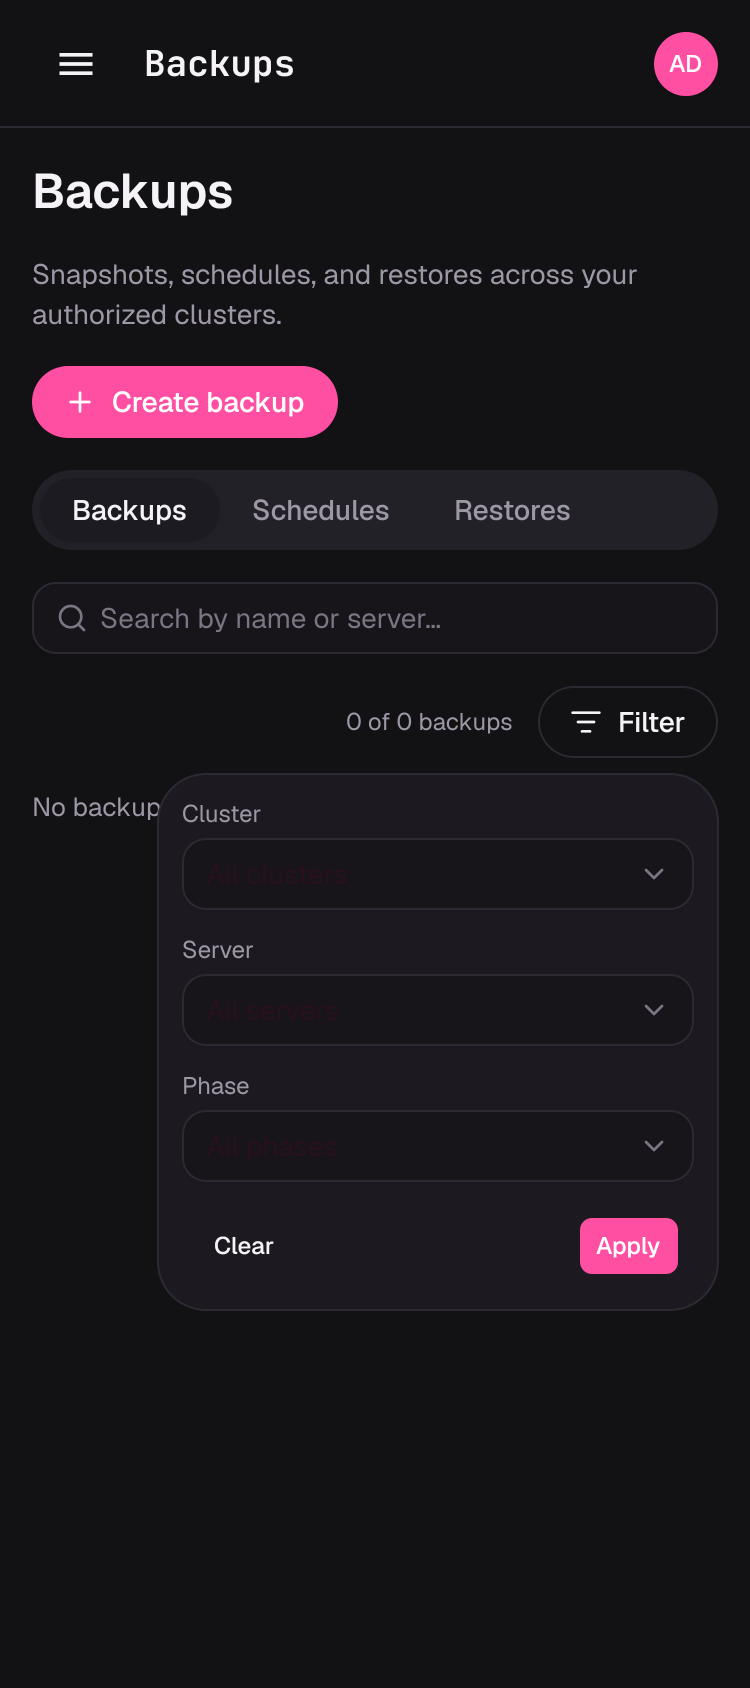 Backups
AD
Backups
Snapshots, schedules, and restores across your
authorized clusters.
Create backup
Backups Schedules Restores
Search by name or server...
0 of 0 backups Filter
No backup
Cluster
All clusters
Server
All servers
Phase
All phases
Clear Apply